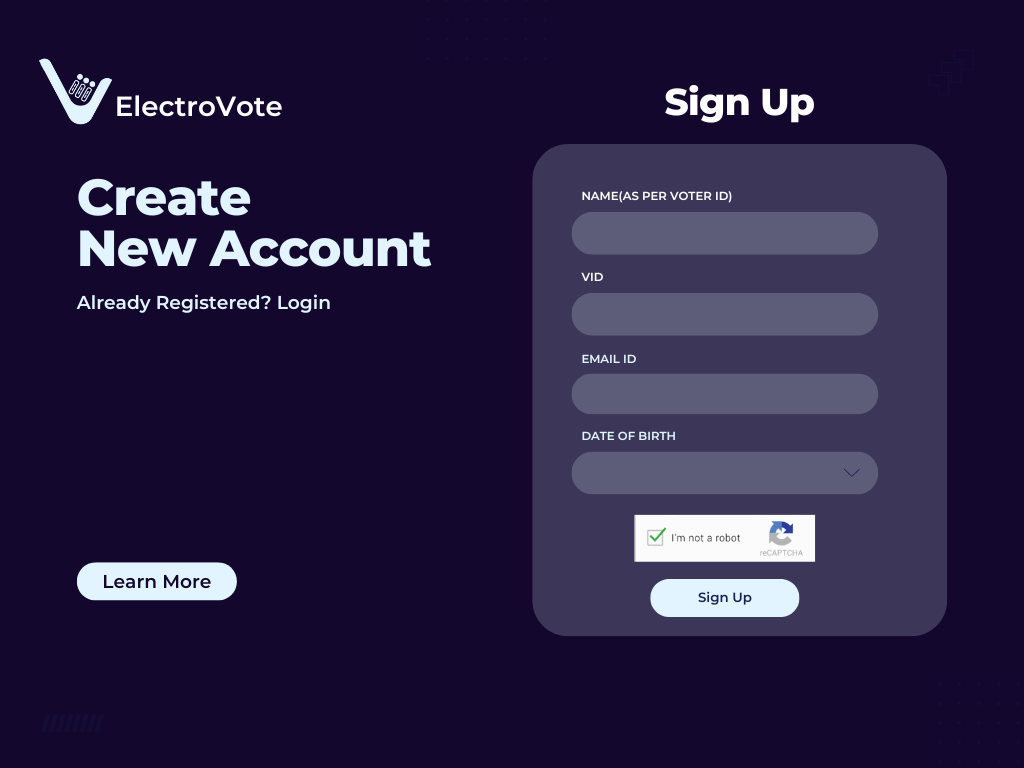 ElectroVote
Create
New Account
Already Registered? Login
Learn More
Sign Up
NAME(AS PER VOTER ID)
VID
EMAIL ID
DATE OF BIRTH
I'm not a robot
reCAPTCHA
Sign Up